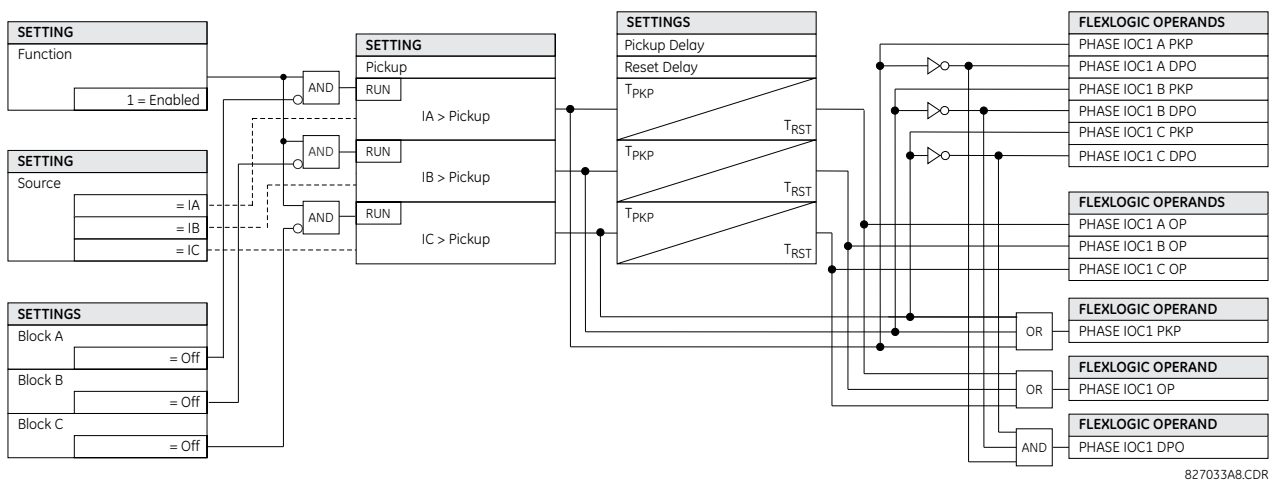 SETTING
Function
1 = Enabled
SETTING
Source
= IA
= IB
= IC
SETTINGS
Block A
= Off
Block B
= Off
Block C
= Off
AND
AND
AND
SETTING
Pickup
RUN
IA > Pickup
RUN
IB > Pickup
RUN
IC > Pickup
SETTINGS
Pickup Delay
Reset Delay
TPKP
TRST
TPKP
TRST
TPKP
TRST
OR
OR
AND
FLEXLOGIC OPERANDS
PHASE IOC1 A PKP
PHASE IOC1 A DPO
PHASE IOC1 B PKP
PHASE IOC1 B DPO
PHASE IOC1 C PKP
PHASE IOC1 C DPO
FLEXLOGIC OPERANDS
PHASE IOC1 A OP
PHASE IOC1 B OP
PHASE IOC1 C OP
FLEXLOGIC OPERAND
PHASE IOC1 PKP
FLEXLOGIC OPERAND
PHASE IOC1 OP
FLEXLOGIC OPERAND
PHASE IOC1 DPO
827033A8.CDR